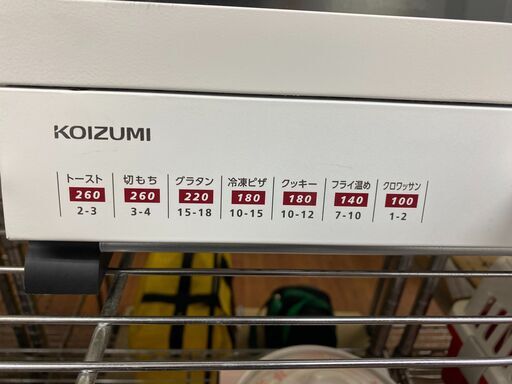 KOIZUMI
トースト 切もち グラタン 冷凍ピザ クッキー フライ温め クロワッサン
260 260 220 180 180 140 100
2-3 3-4 15-18 10-15 10-12 7-10 1-2